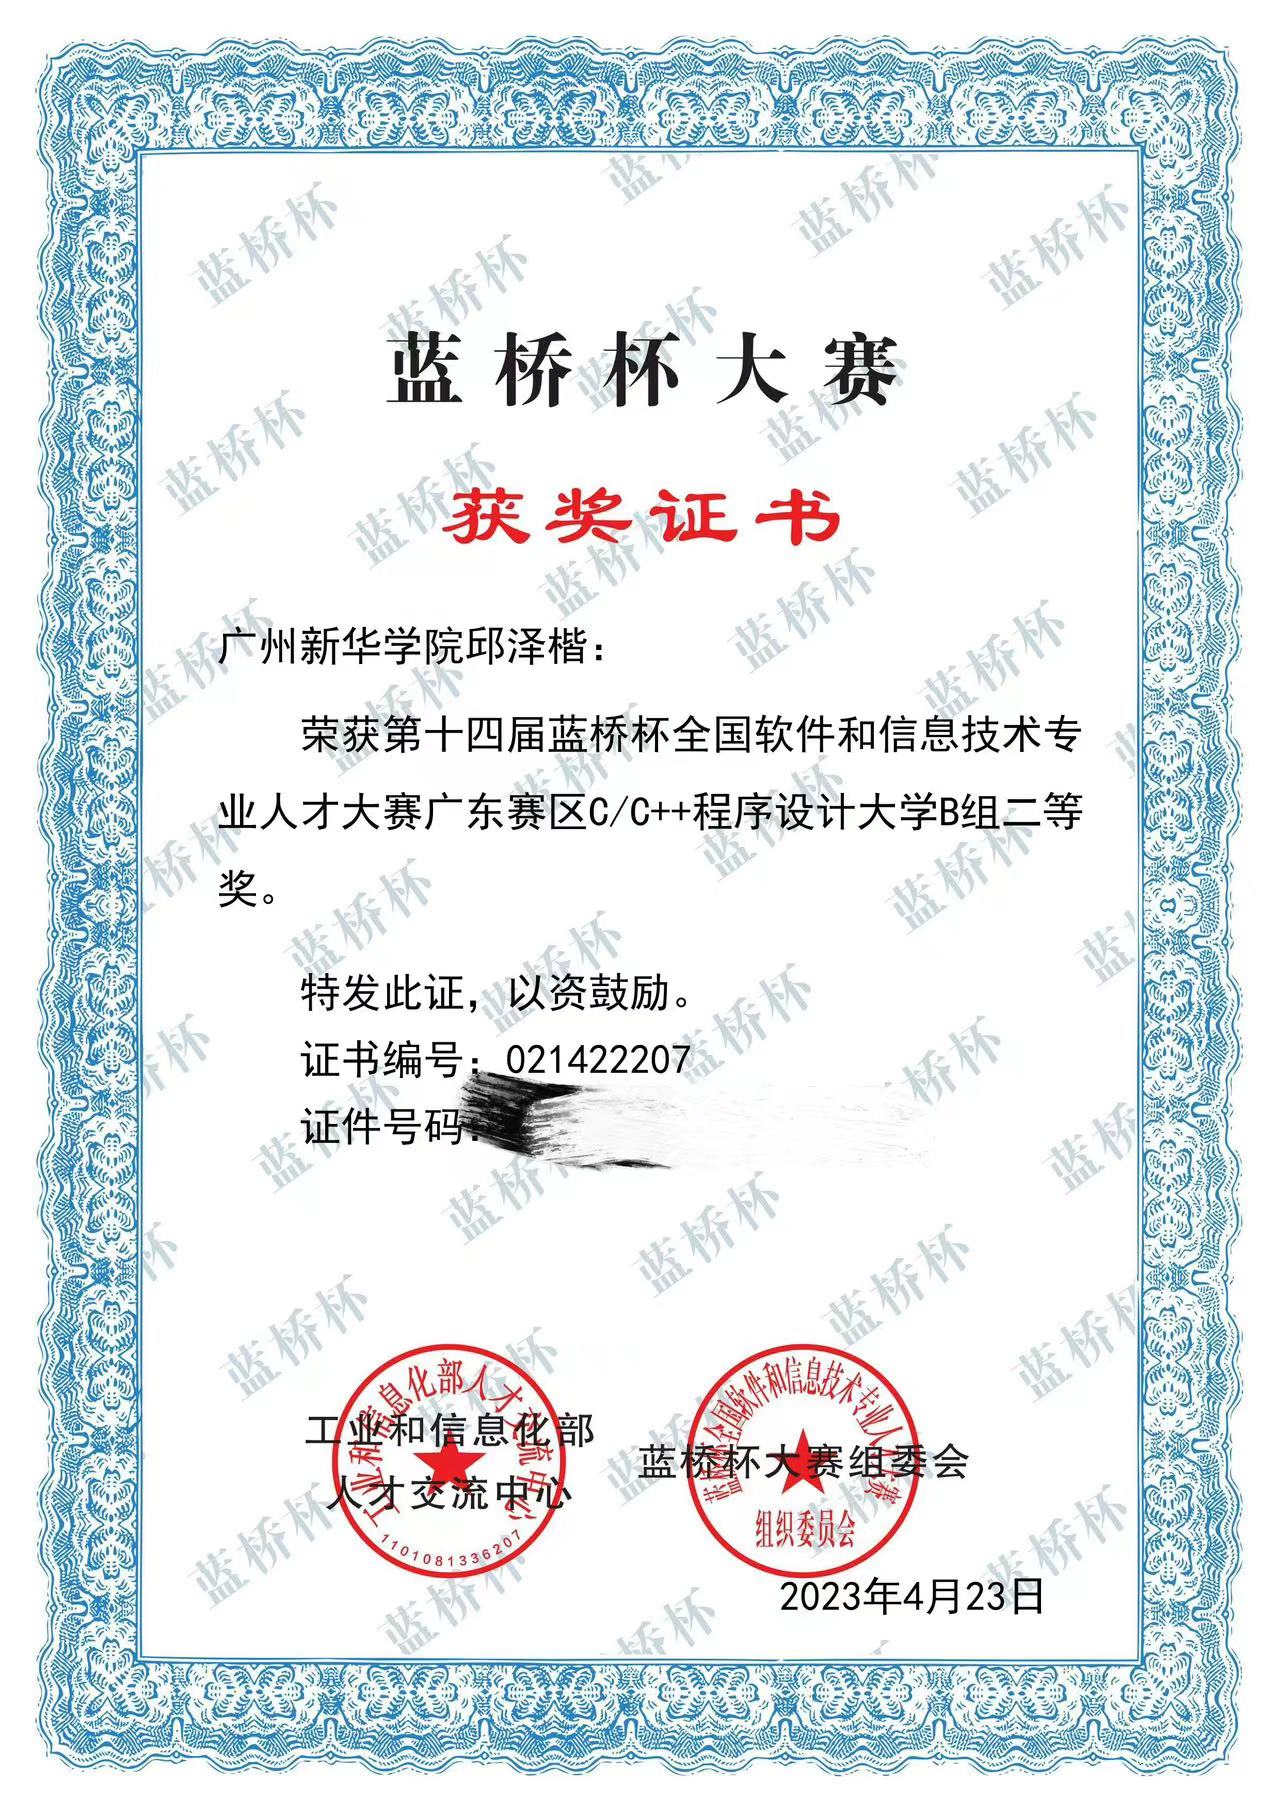 蓝桥杯大赛
获奖证书
广州新华学院邱泽楷：
荣获第十四届蓝桥杯全国软件和信息技术专
业人才大赛广东赛区C/C++程序设计大学B组二等
奖。
特发此证，以资鼓励。
证书编号：021422207
证件号码：
工业和信息化部
人才交流中心
工业和信息化部人才交流中心
1101081336207
蓝桥杯全国软件和信息技术专业人才大赛
组织委员会
蓝桥杯大赛组委会
2023年4月23日
蓝桥杯